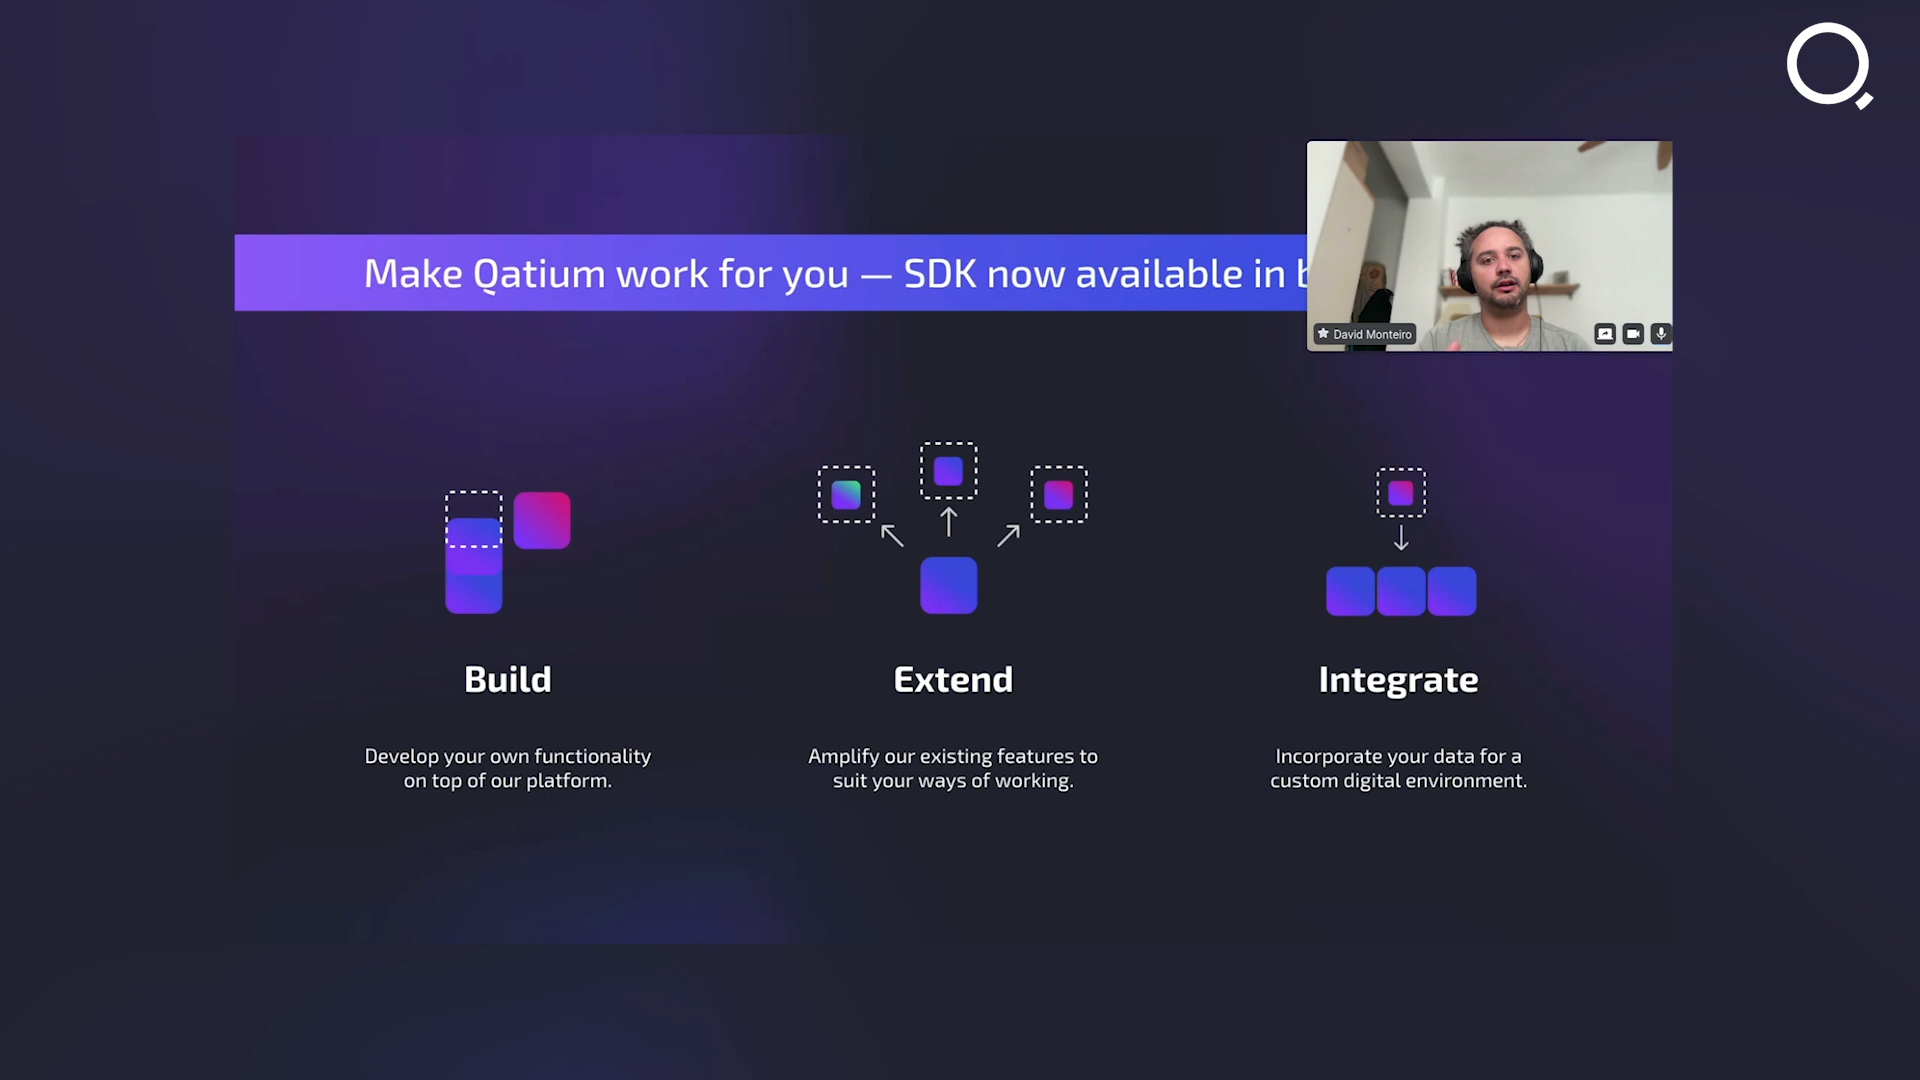 Make Qatium work for you — SDK now available in
David Monteiro
Build
Develop your own functionality
on top of our platform.
Extend
Amplify our existing features to
suit your ways of working.
Integrate
Incorporate your data for a
custom digital environment.